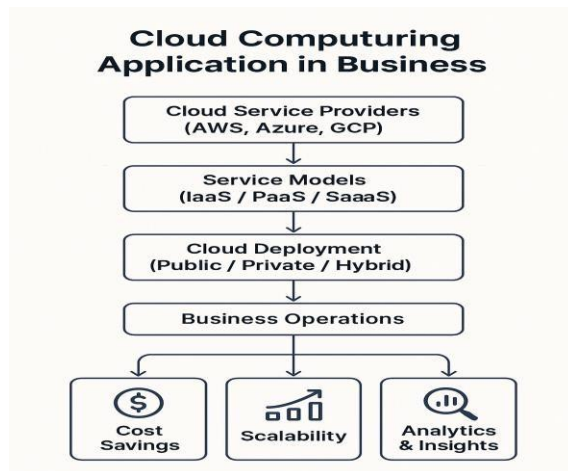 Cloud Computuring
Application in Business
Cloud Service Providers
(AWS, Azure, GCP)
Service Models
(IaaS / PaaS / SaaaS)
Cloud Deployment
(Public / Private / Hybrid)
Business Operations
Cost
Savings
Scalability
Analytics
& Insights